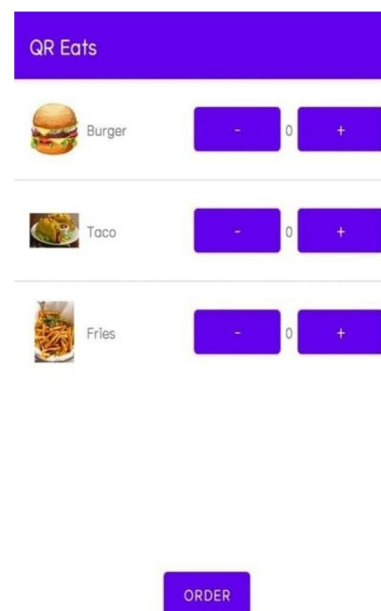 QR Eats
Burger - 0 +
Taco - 0 +
Fries - 0 +
ORDER